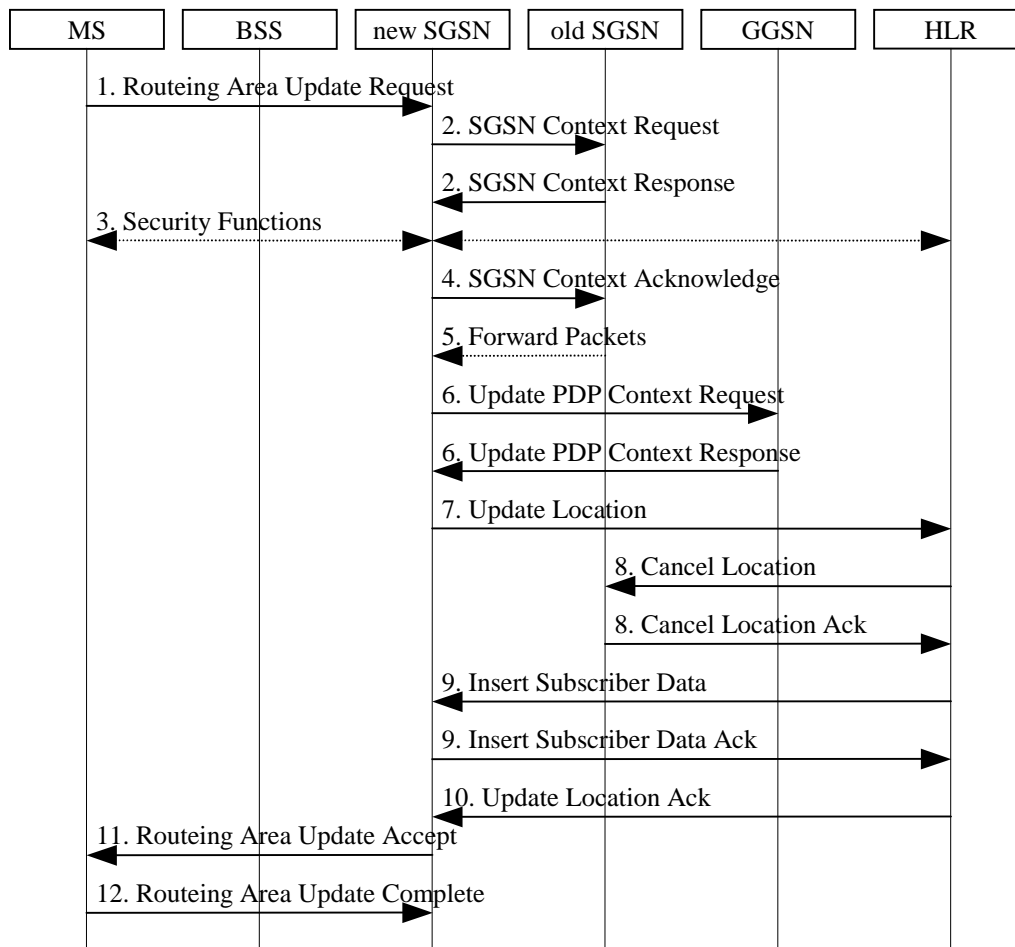 MS
BSS
new SGSN
old SGSN
GGSN
HLR
1. Routeing Area Update Request
2. SGSN Context Request
2. SGSN Context Response
3. Security Functions
4. SGSN Context Acknowledge
5. Forward Packets
6. Update PDP Context Request
6. Update PDP Context Response
7. Update Location
8. Cancel Location
8. Cancel Location Ack
9. Insert Subscriber Data
9. Insert Subscriber Data Ack
10. Update Location Ack
11. Routeing Area Update Accept
12. Routeing Area Update Complete